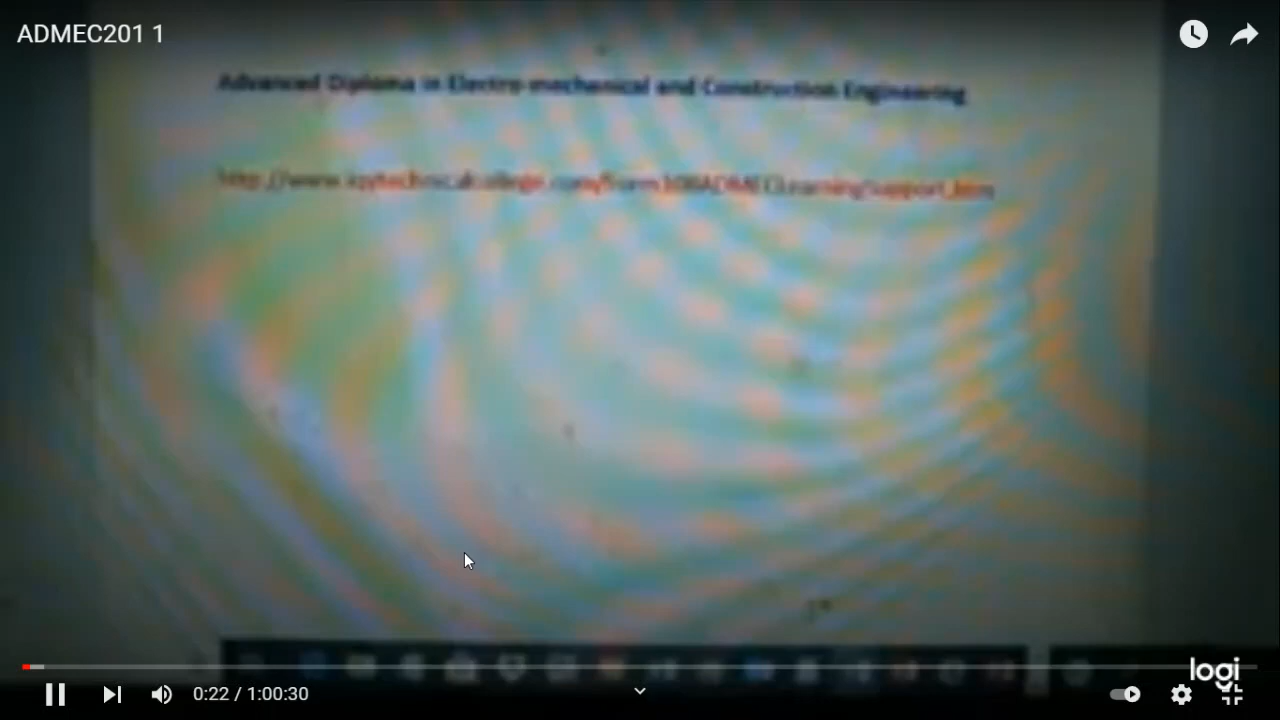 ADMEC201 1
Advanced Diploma in Electro-mechanical and Construction Engineering
logi
0:22 / 1:00:30